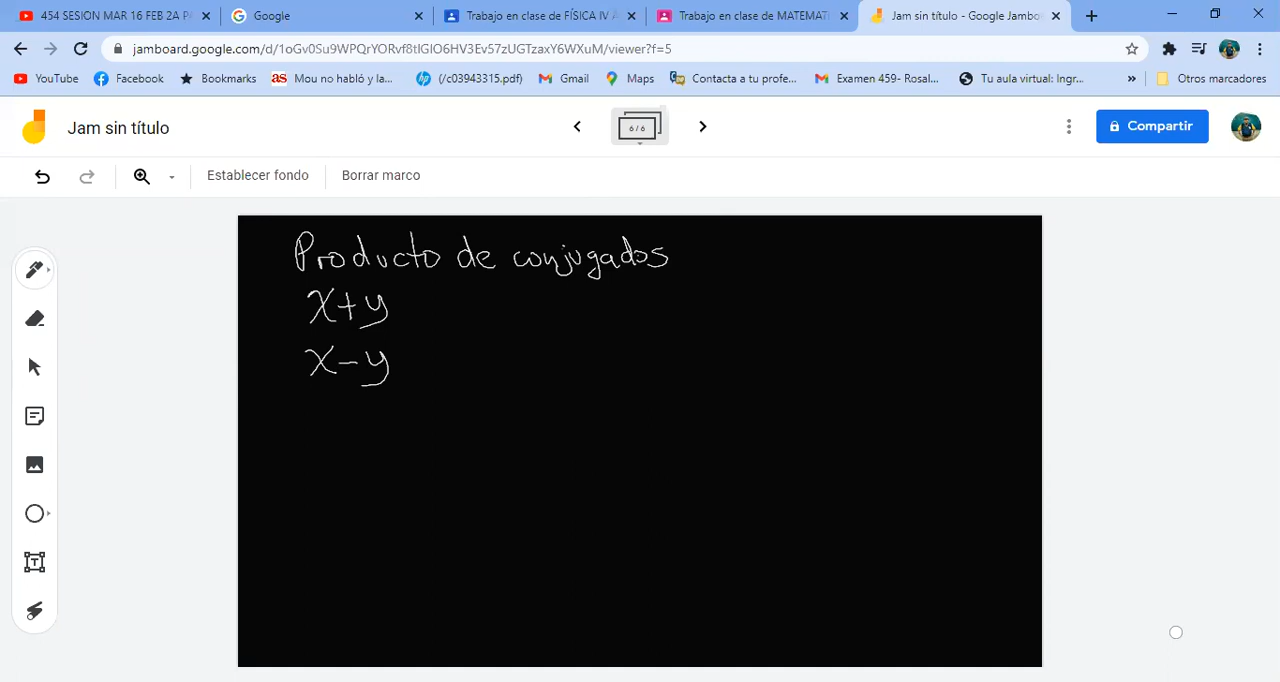 454 SESION MAR 16 FEB 2A PA
Google
Trabajo en clase de FÍSICA IV Á
Trabajo en clase de MATEMATI
Jam sin título - Google Jambo
jamboard.google.com/d/1oGv0Su9WPQrYORvf8tIGIO6HV3Ev57zUGTzaxY6WXuM/viewer?f=5
YouTube Facebook Bookmarks as Mou no habló y la... hp (/c03943315.pdf) Gmail Maps Contacta a tu profe... Examen 459- Rosal... Tu aula virtual: Ingr... » Otros marcadores
Jam sin título
6 / 6
Compartir
Establecer fondo Borrar marco
Producto de conjugados
x+y
x-y
T